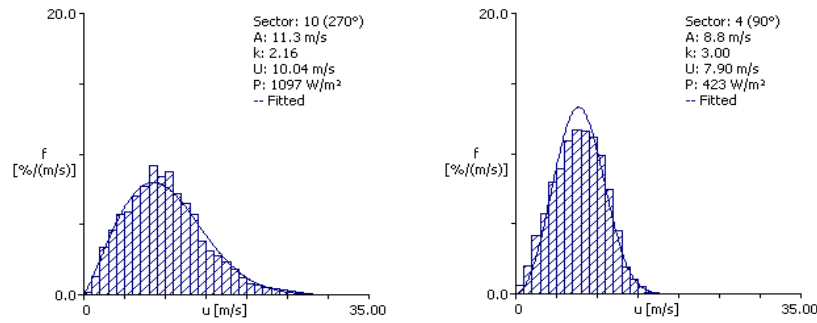 20.0
Sector: 10 (270°)
A: 11.3 m/s
k: 2.16
U: 10.04 m/s
P: 1097 W/m²
-- Fitted
f
[%/(m/s)]
0.0
0
u [m/s]
35.00
20.0
Sector: 4 (90°)
A: 8.8 m/s
k: 3.00
U: 7.90 m/s
P: 423 W/m²
-- Fitted
f
[%/(m/s)]
0.0
0
u [m/s]
35.00